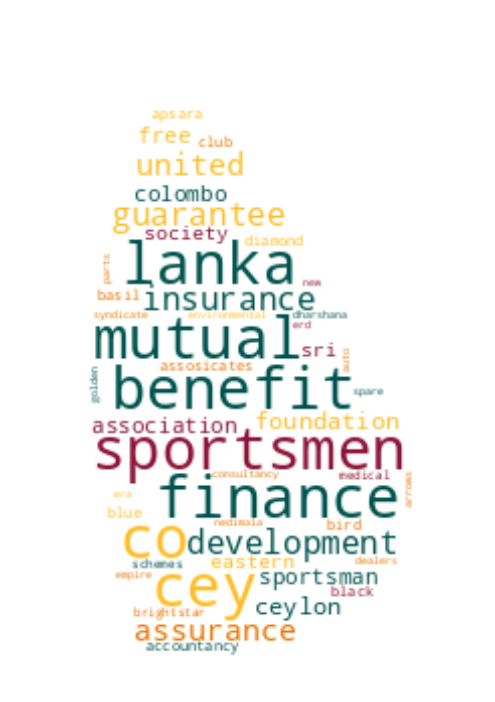 apsara
free club
united
colombo
guarantee
society diamond
parts lanka new
basil insurance
syndicate environmental dharshana
mutual erd
sri
assosicates auto
golden benefit spare
association foundation
sportsmen
consultancy medical
finance arrows
era
blue nedimala bird
co development
schemes eastern dealers
empire cey sportsman
black
brightstar ceylon
assurance
accountancy